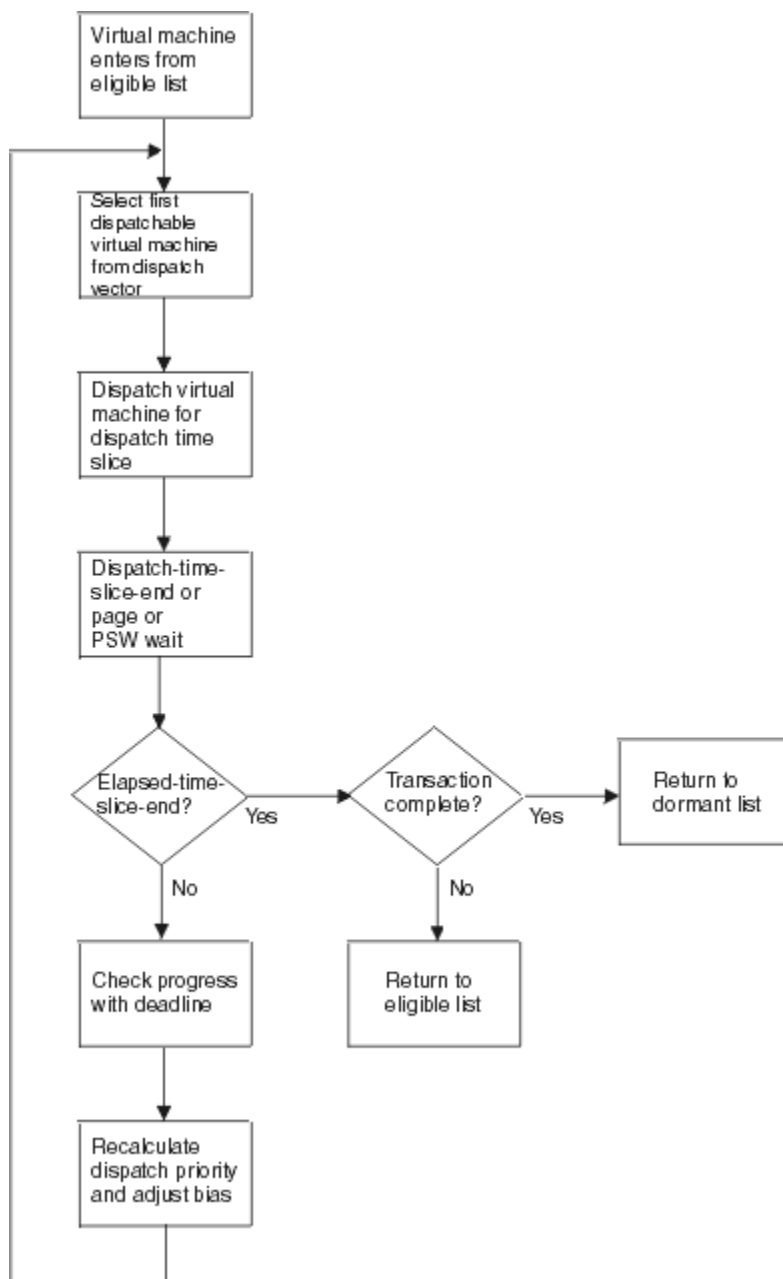 Virtual machine
enters from
eligible list
Select first
dispatchable
virtual machine
from dispatch
vector
Dispatch virtual
machine for
dispatch time
slice
Dispatch-time-
slice-end or
page or
PSW wait
Elapsed-time-
slice-end?
Yes
Transaction
complete?
Yes
Return to
dormant list
No
No
Check progress
with deadline
Return to
eligible list
Recalculate
dispatch priority
and adjust bias